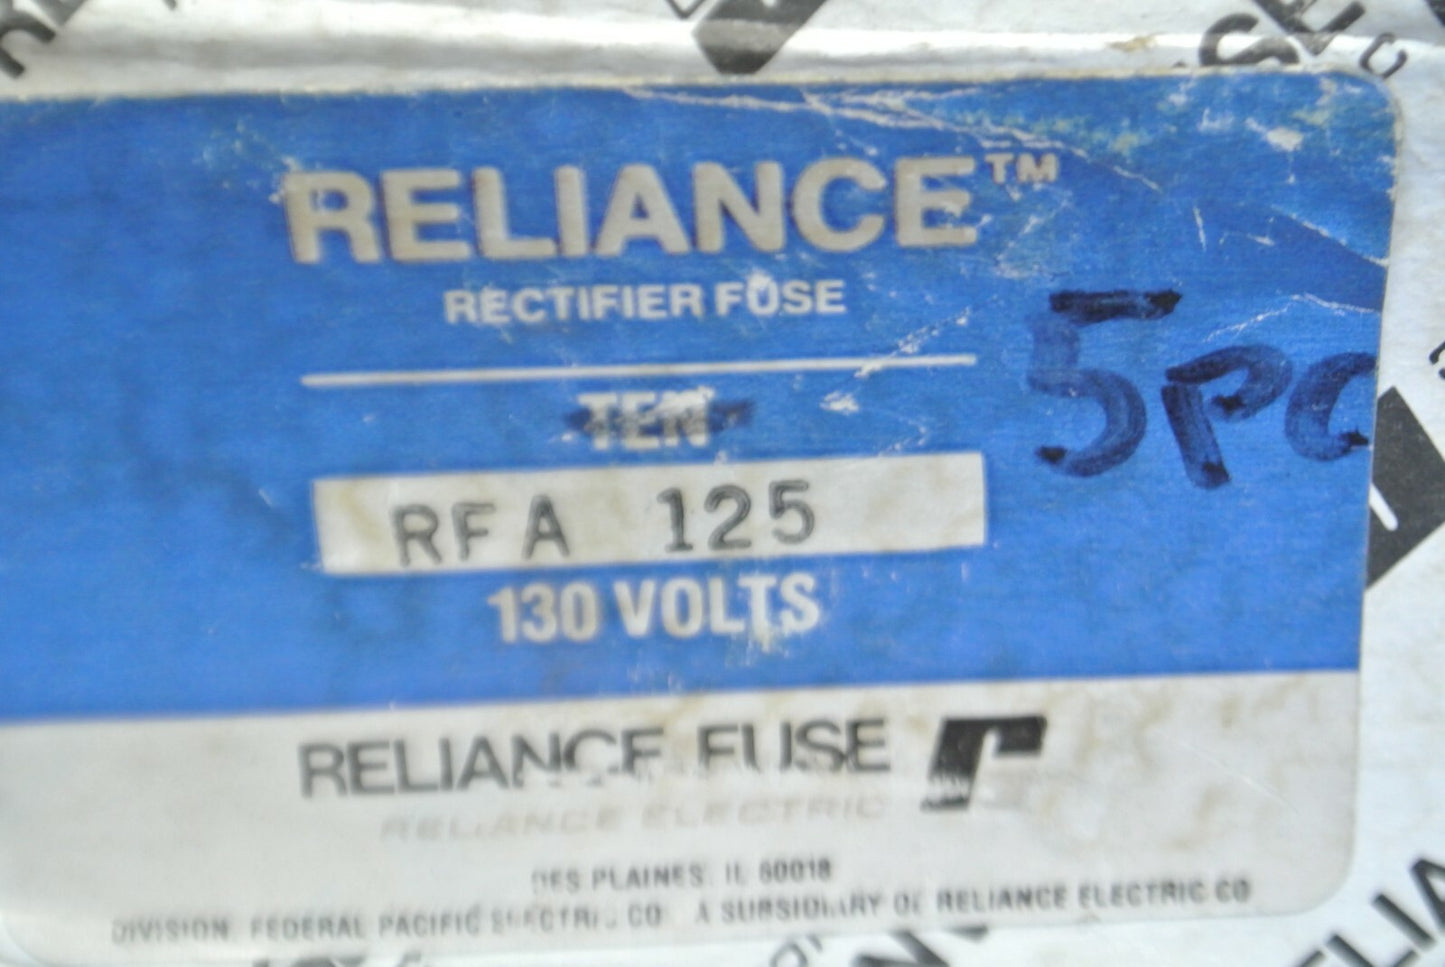 RELIANCE™
RECTIFIER FUSE
TEN
5PC
RFA 125
130 VOLTS
RELIANCE FUSE
RELIANCE ELECTRIC
DES PLAINES, IL 60018
DIVISION, FEDERAL PACIFIC ELECTRIC CO. A SUBSIDIARY OF RELIANCE ELECTRIC CO